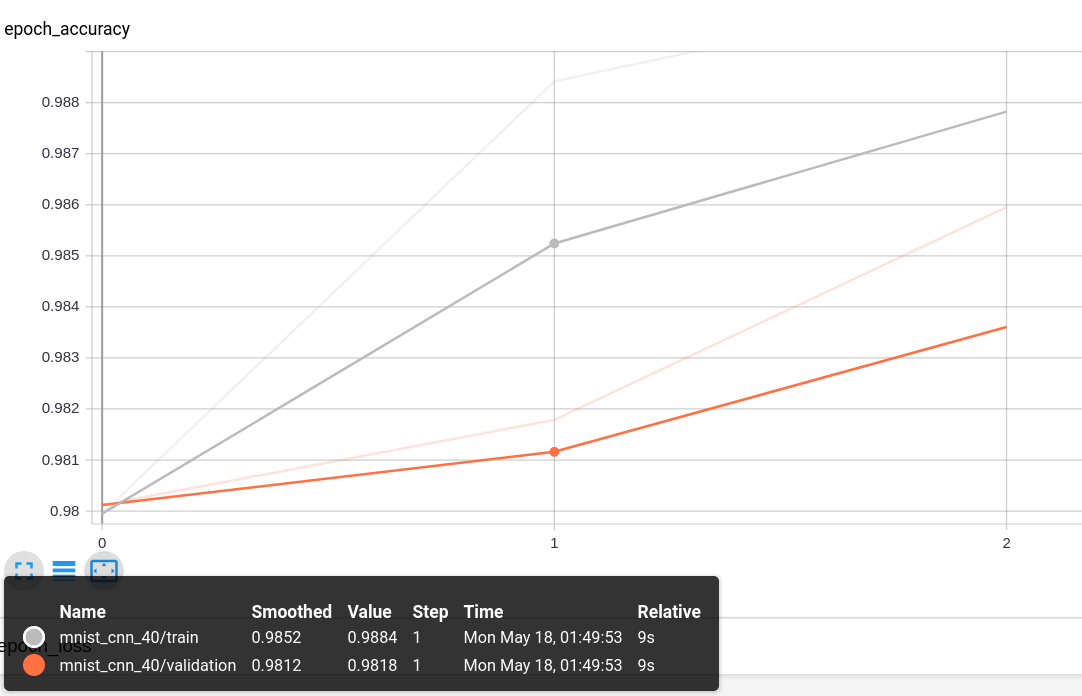 epoch_accuracy
0.988
0.987
0.986
0.985
0.984
0.983
0.982
0.981
0.98
0 1 2
Name Smoothed Value Step Time Relative
mnist_cnn_40/train 0.9852 0.9884 1 Mon May 18, 01:49:53 9s
epoch_loss
mnist_cnn_40/validation 0.9812 0.9818 1 Mon May 18, 01:49:53 9s